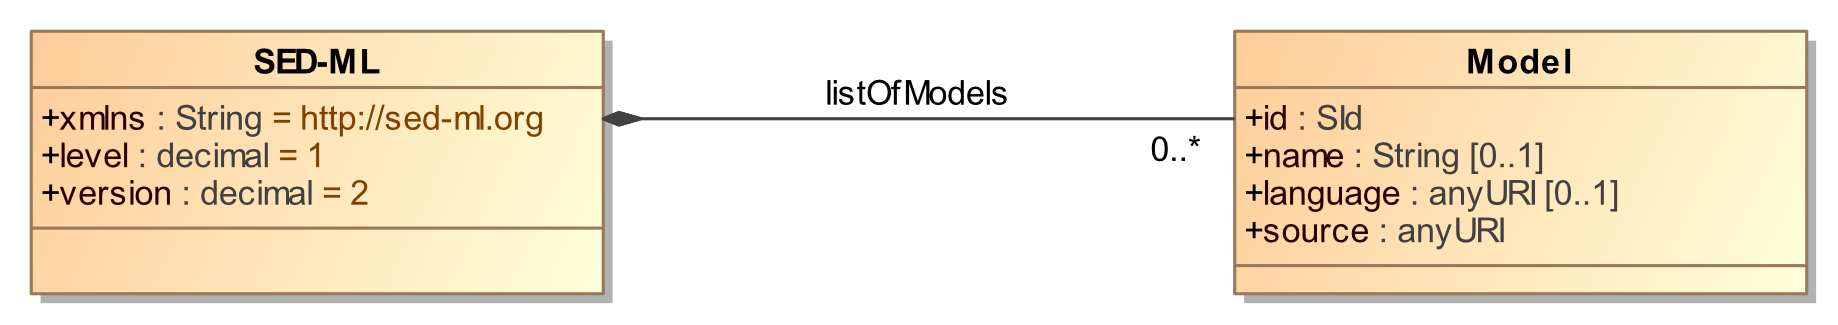 SED-ML
+xmlns : String = http://sed-ml.org
+level : decimal = 1
+version : decimal = 2
listOfModels
0..*
Model
+id : SId
+name : String [0..1]
+language : anyURI [0..1]
+source : anyURI